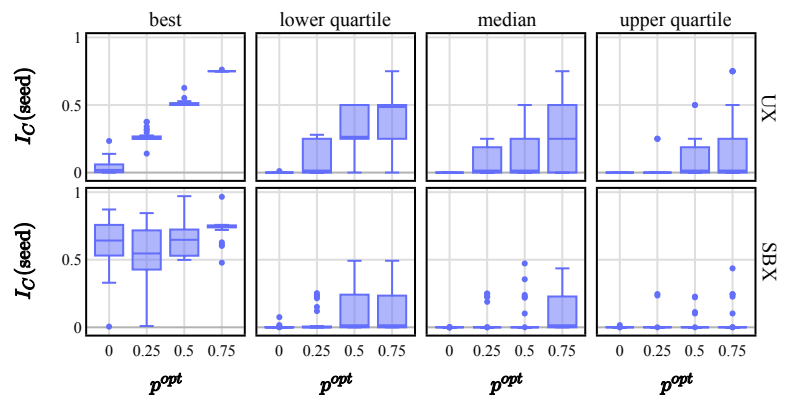 best lower quartile median upper quartile
1
0.5
0
I_C(seed)
UX
1
0.5
0
I_C(seed)
SBX
0 0.25 0.5 0.75 0 0.25 0.5 0.75 0 0.25 0.5 0.75 0 0.25 0.5 0.75
p^opt p^opt p^opt p^opt